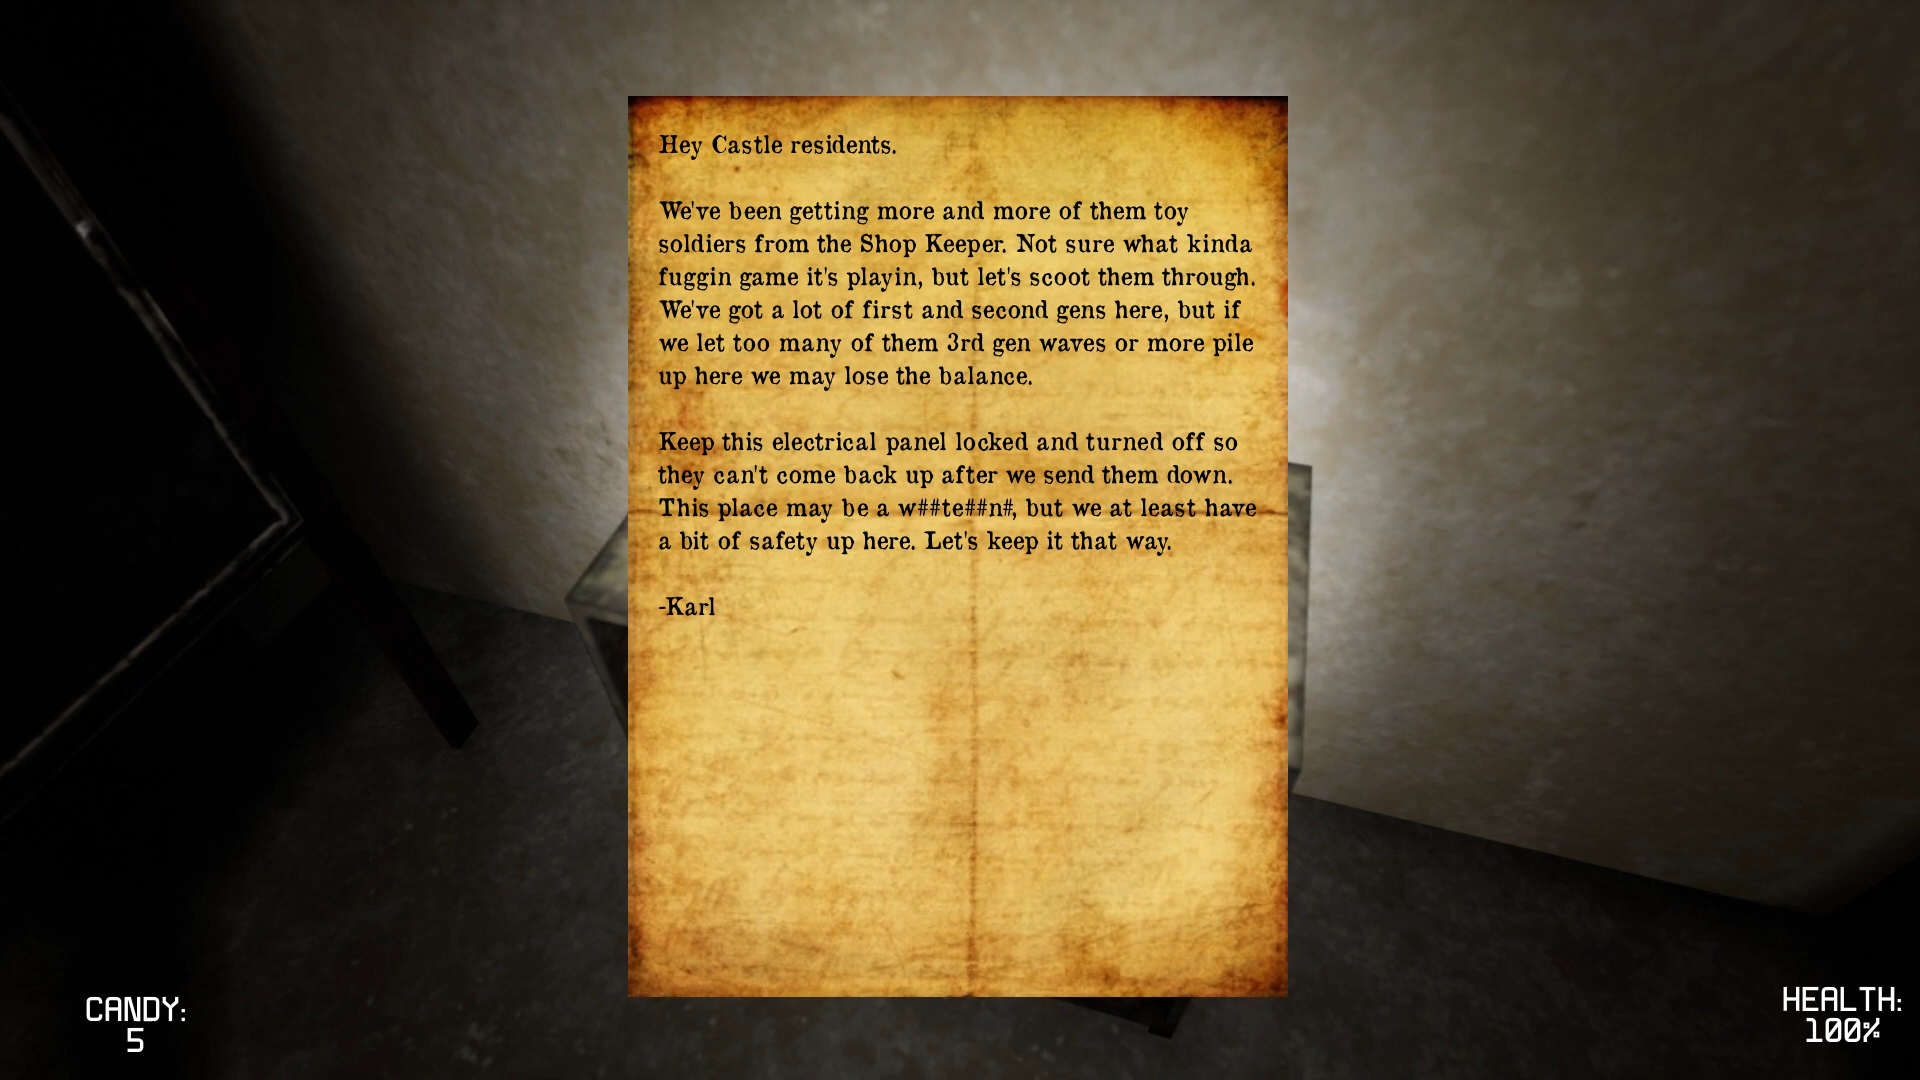 Hey Castle residents.
We've been getting more and more of them toy
soldiers from the Shop Keeper. Not sure what kinda
fuggin game it's playin, but let's scoot them through.
We've got a lot of first and second gens here, but if
we let too many of them 3rd gen waves or more pile
up here we may lose the balance.
Keep this electrical panel locked and turned off so
they can't come back up after we send them down.
This place may be a w##te##n#, but we at least have
a bit of safety up here. Let's keep it that way.
-Karl
CANDY:
5
HEALTH:
100%